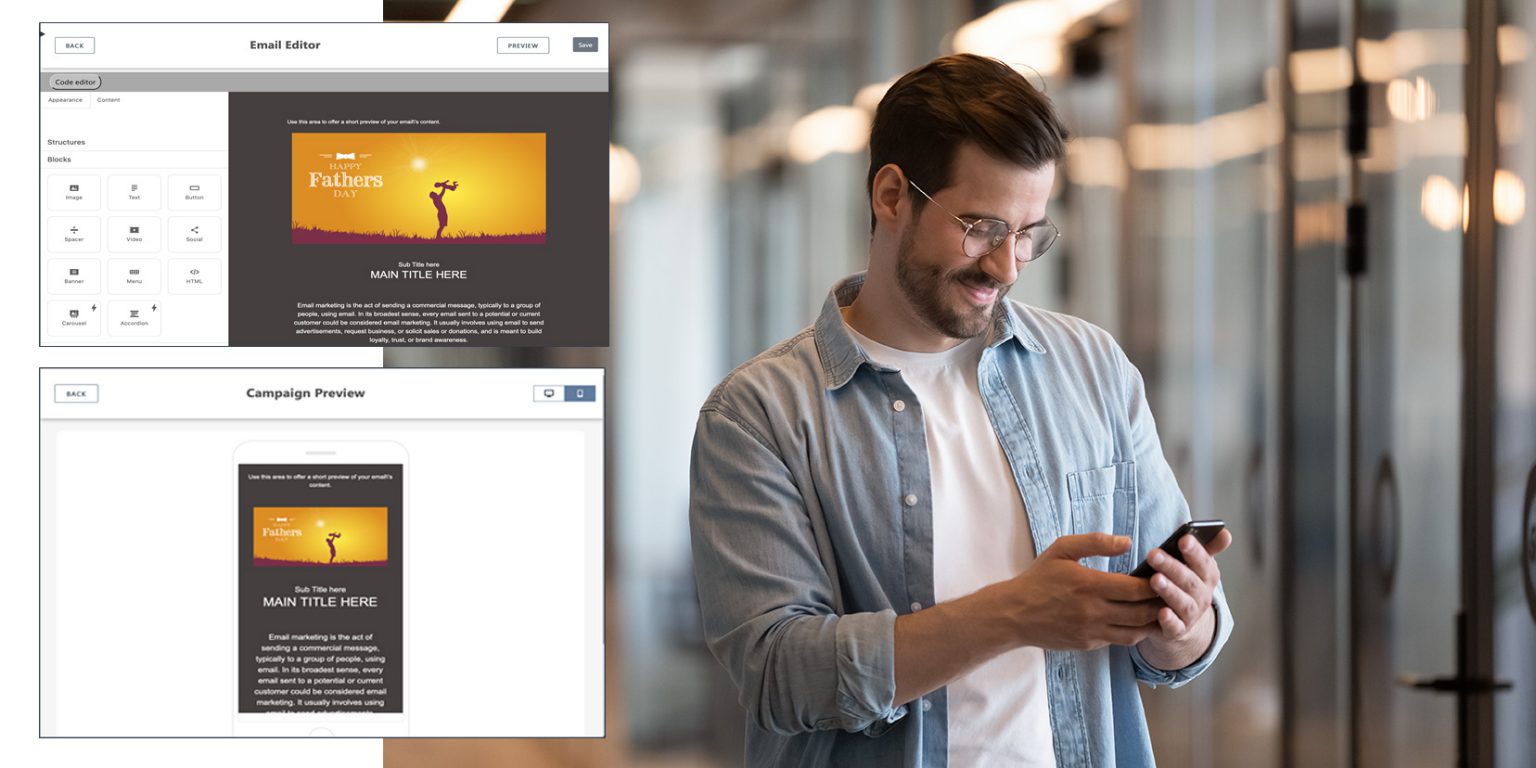 BACK
Email Editor
PREVIEW
Save
Code editor
Appearance Content
Structures
Blocks
Image Text Button
Spacer Video Social
Banner Menu HTML
Carousel Accordion
Use this area to offer a short preview of your email\'s content.
HAPPY
Fathers
DAY
Sub Title here
MAIN TITLE HERE
Email marketing is the act of sending a commercial message, typically to a group of
people, using email. In its broadest sense, every email sent to a potential or current
customer could be considered email marketing. It usually involves using email to send
advertisements, request business, or solicit sales or donations, and is meant to build
loyalty, trust, or brand awareness.
BACK
Campaign Preview
Use this area to offer a short preview of your email\'s
content.
HAPPY
Fathers
DAY
Sub Title here
MAIN TITLE HERE
Email marketing is the act of
sending a commercial message,
typically to a group of people, using
email. In its broadest sense, every
email sent to a potential or current
customer could be considered email
marketing. It usually involves using
email to send advertisements,